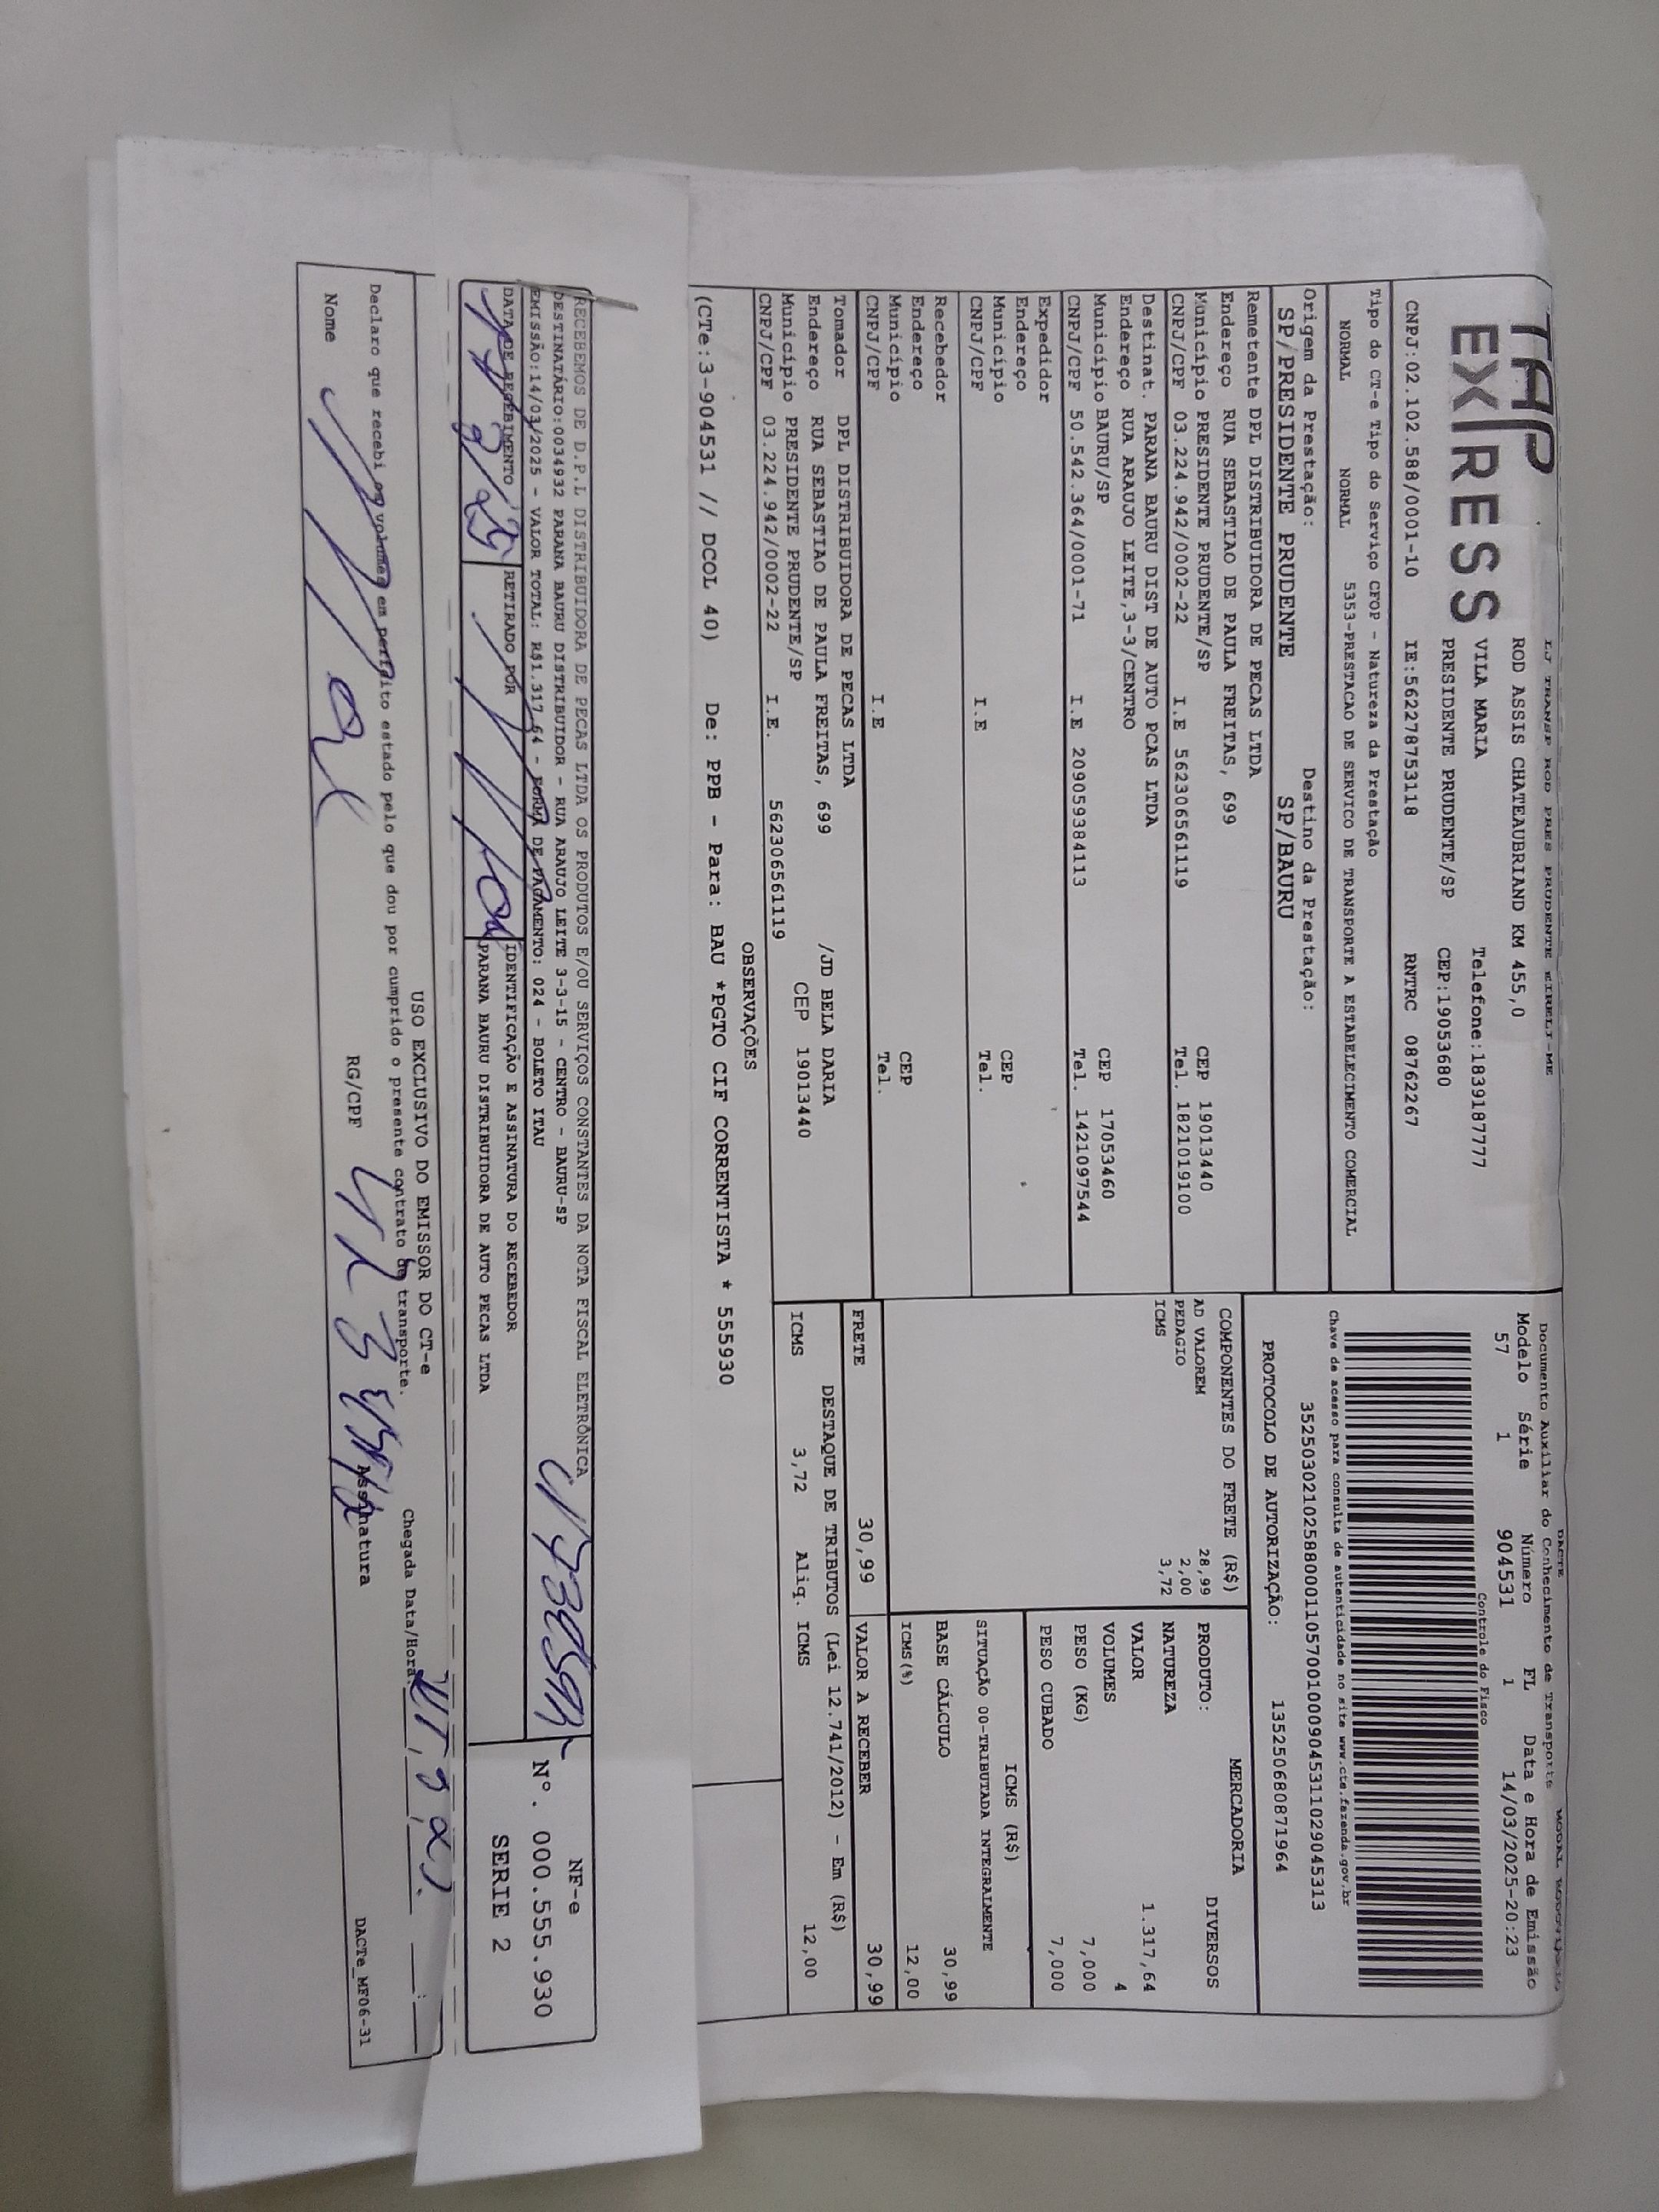 TAP
EXPRESS
LJ TRANSP ROD PRES PRUDENTE EIRELI-ME
ROD ASSIS CHATEAUBRIAND KM 455,0
VILA MARIA Telefone:1839187777
PRESIDENTE PRUDENTE/SP CEP:19053680
CNPJ:02.102.588/0001-10 IE:562278753118 RNTRC 08762267
DACTE
Documento Auxiliar do Conhecimento de Transporte
Modelo Série Número FL Data e Hora de Emissão
57 1 904531 1 14/03/2025-20:23
Controle do Fisco
Chave de acesso para consulta de autenticidade no site www.cte.fazenda.gov.br
35250302102588000110570010009045311029045313
PROTOCOLO DE AUTORIZAÇÃO: 135250680871964
Tipo do CT-e Tipo do Serviço CFOP - Natureza da Prestação
NORMAL NORMAL 5353-PRESTACAO DE SERVICO DE TRANSPORTE A ESTABELECIMENTO COMERCIAL
Origem da Prestação: Destino da Prestação:
SP/PRESIDENTE PRUDENTE SP/BAURU
Remetente DPL DISTRIBUIDORA DE PECAS LTDA
Endereço RUA SEBASTIAO DE PAULA FREITAS, 699
Município PRESIDENTE PRUDENTE/SP CEP 19013440
CNPJ/CPF 03.224.942/0002-22 I.E 562306561119 Tel. 1821019100
Destinat. PARANA BAURU DIST DE AUTO PCAS LTDA
Endereço RUA ARAUJO LEITE,3-3/CENTRO
Município BAURU/SP CEP 17053460
CNPJ/CPF 50.542.364/0001-71 I.E 209059384113 Tel. 1421097544
Expedidor
Endereço
Município CEP
CNPJ/CPF I.E Tel.
Recebedor
Endereço
Município CEP
CNPJ/CPF I.E Tel.
Tomador DPL DISTRIBUIDORA DE PECAS LTDA
Endereço RUA SEBASTIAO DE PAULA FREITAS, 699 /JD BELA DARIA
Município PRESIDENTE PRUDENTE/SP CEP 19013440
CNPJ/CPF 03.224.942/0002-22 I.E. 562306561119
COMPONENTES DO FRETE (R$)
AD VALOREM 28,99
PEDAGIO 2,00
ICMS 3,72
MERCADORIA
PRODUTO: DIVERSOS
NATUREZA
VALOR 1.317,64
VOLUMES 4
PESO (KG) 7,000
PESO CUBADO 7,000
ICMS (R$)
SITUAÇÃO 00-TRIBUTADA INTEGRALMENTE
BASE CÁLCULO 30,99
ICMS(%) 12,00
FRETE 30,99 VALOR A RECEBER 30,99
DESTAQUE DE TRIBUTOS (Lei 12.741/2012) - Em (R$)
ICMS 3,72 Aliq. ICMS 12,00
OBSERVAÇÕES
(CTe:3-904531 // DCOL 40) De: PPB - Para: BAU *PGTO CIF CORRENTISTA * 555930
RECEBEMOS DE D.P.L DISTRIBUIDORA DE PECAS LTDA OS PRODUTOS E/OU SERVIÇOS CONSTANTES DA NOTA FISCAL ELETRÔNICA
DESTINATÁRIO:0034932 PARANA BAURU DISTRIBUIDOR - RUA ARAUJO LEITE 3-3-15 - CENTRO - BAURU-SP
EMISSÃO:14/03/2025 - VALOR TOTAL: R$1.317,64 - FORMA DE PAGAMENTO: 024 - BOLETO ITAU
DATA DE RECEBIMENTO RETIRADO POR IDENTIFICAÇÃO E ASSINATURA DO RECEBEDOR
PARANA BAURU DISTRIBUIDORA DE AUTO PECAS LTDA
NF-e
Nº. 000.555.930
SERIE 2
USO EXCLUSIVO DO EMISSOR DO CT-e
Declaro que recebi os volumes em perfeito estado pelo que dou por cumprido o presente contrato de transporte.
Chegada Data/Hora
Nome RG/CPF Assinatura
DACTe_MF06-31